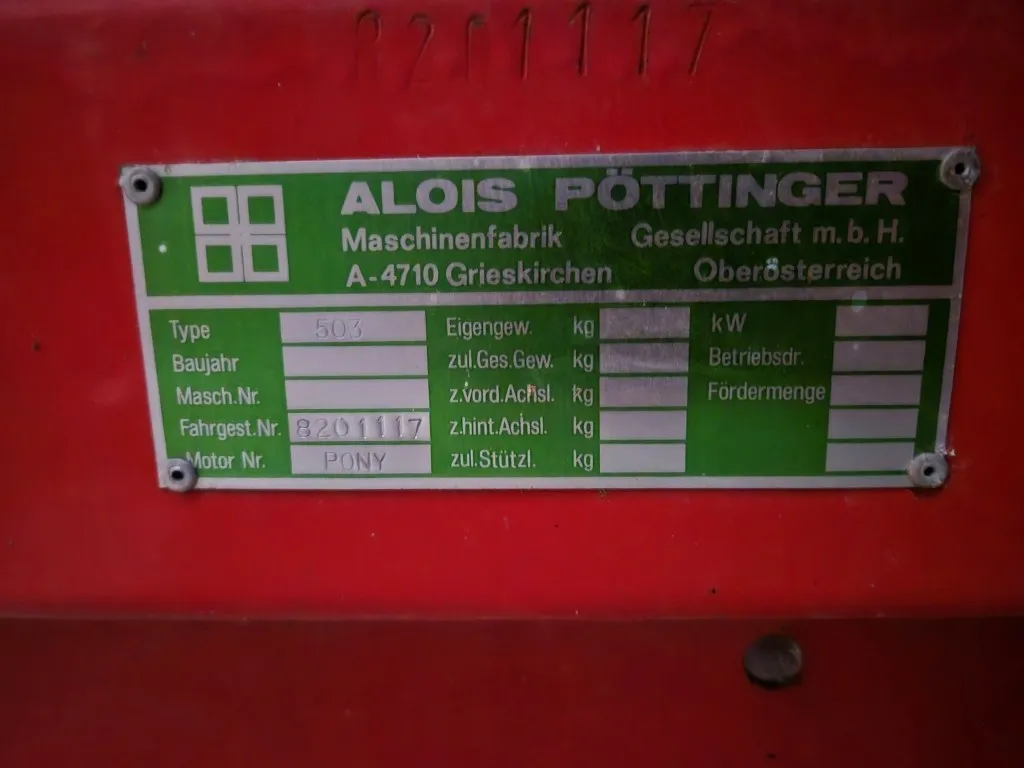 8201117
ALOIS PÖTTINGER
Maschinenfabrik Gesellschaft m.b.H.
A-4710 Grieskirchen Oberösterreich
Type 503 Eigengew. kg kW
Baujahr zul.Ges.Gew. kg Betriebsdr.
Masch.Nr. z.vord.Achsl. kg Fördermenge
Fahrgest.Nr. 8201117 z.hint.Achsl. kg
Motor Nr. PONY zul.Stützl. kg